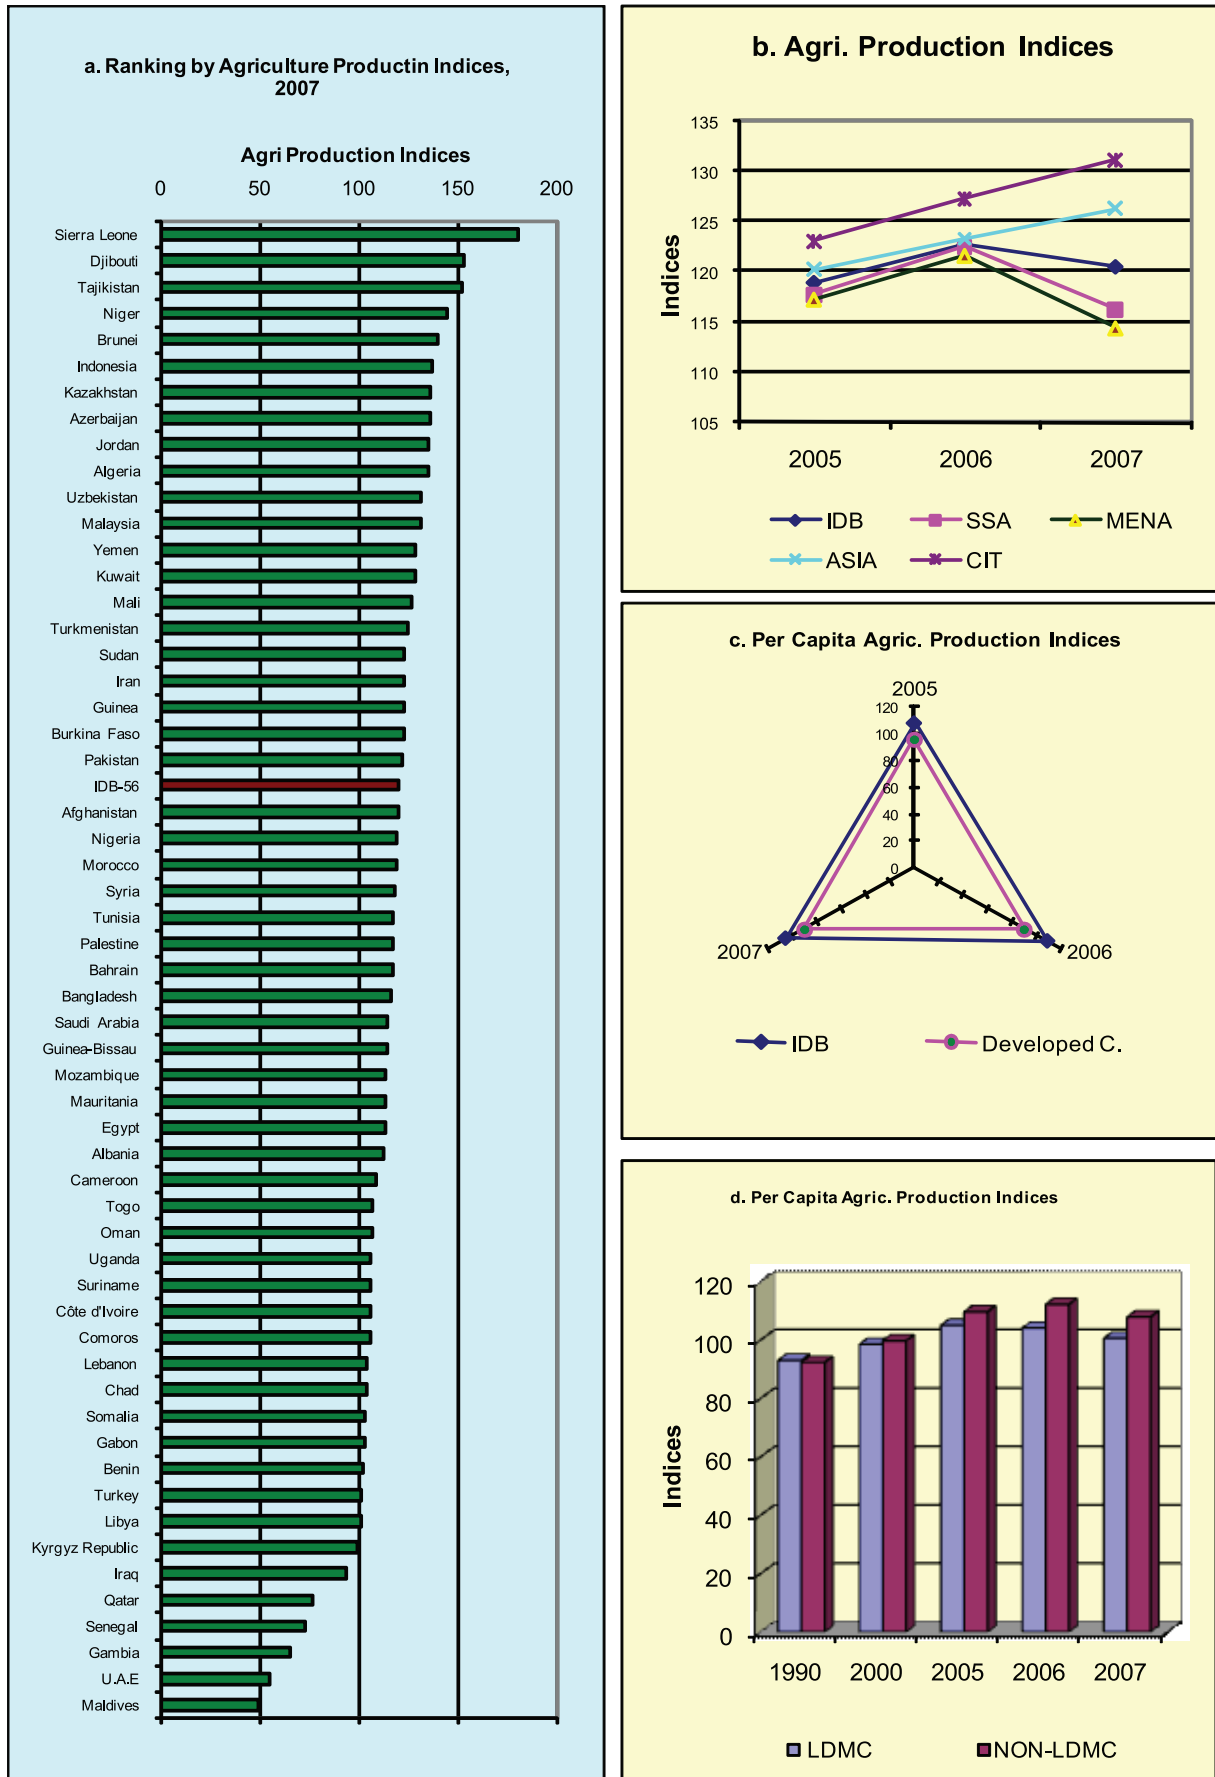 a. Ranking by Agriculture Productin Indices,
2007
Agri Production Indices
0 50 100 150 200
Sierra Leone
Djibouti
Tajikistan
Niger
Brunei
Indonesia
Kazakhstan
Azerbaijan
Jordan
Algeria
Uzbekistan
Malaysia
Yemen
Kuwait
Mali
Turkmenistan
Sudan
Iran
Guinea
Burkina Faso
Pakistan
IDB-56
Afghanistan
Nigeria
Morocco
Syria
Tunisia
Palestine
Bahrain
Bangladesh
Saudi Arabia
Guinea-Bissau
Mozambique
Mauritania
Egypt
Albania
Cameroon
Togo
Oman
Uganda
Suriname
Côte d'Ivoire
Comoros
Lebanon
Chad
Somalia
Gabon
Benin
Turkey
Libya
Kyrgyz Republic
Iraq
Qatar
Senegal
Gambia
U.A.E
Maldives
b. Agri. Production Indices
Indices
135
130
125
120
115
110
105
2005 2006 2007
IDB SSA MENA
ASIA CIT
c. Per Capita Agric. Production Indices
2005
120
100
80
60
40
20
0
2007 2006
IDB Developed C.
d. Per Capita Agric. Production Indices
Indices
120
100
80
60
40
20
0
1990 2000 2005 2006 2007
LDMC NON-LDMC